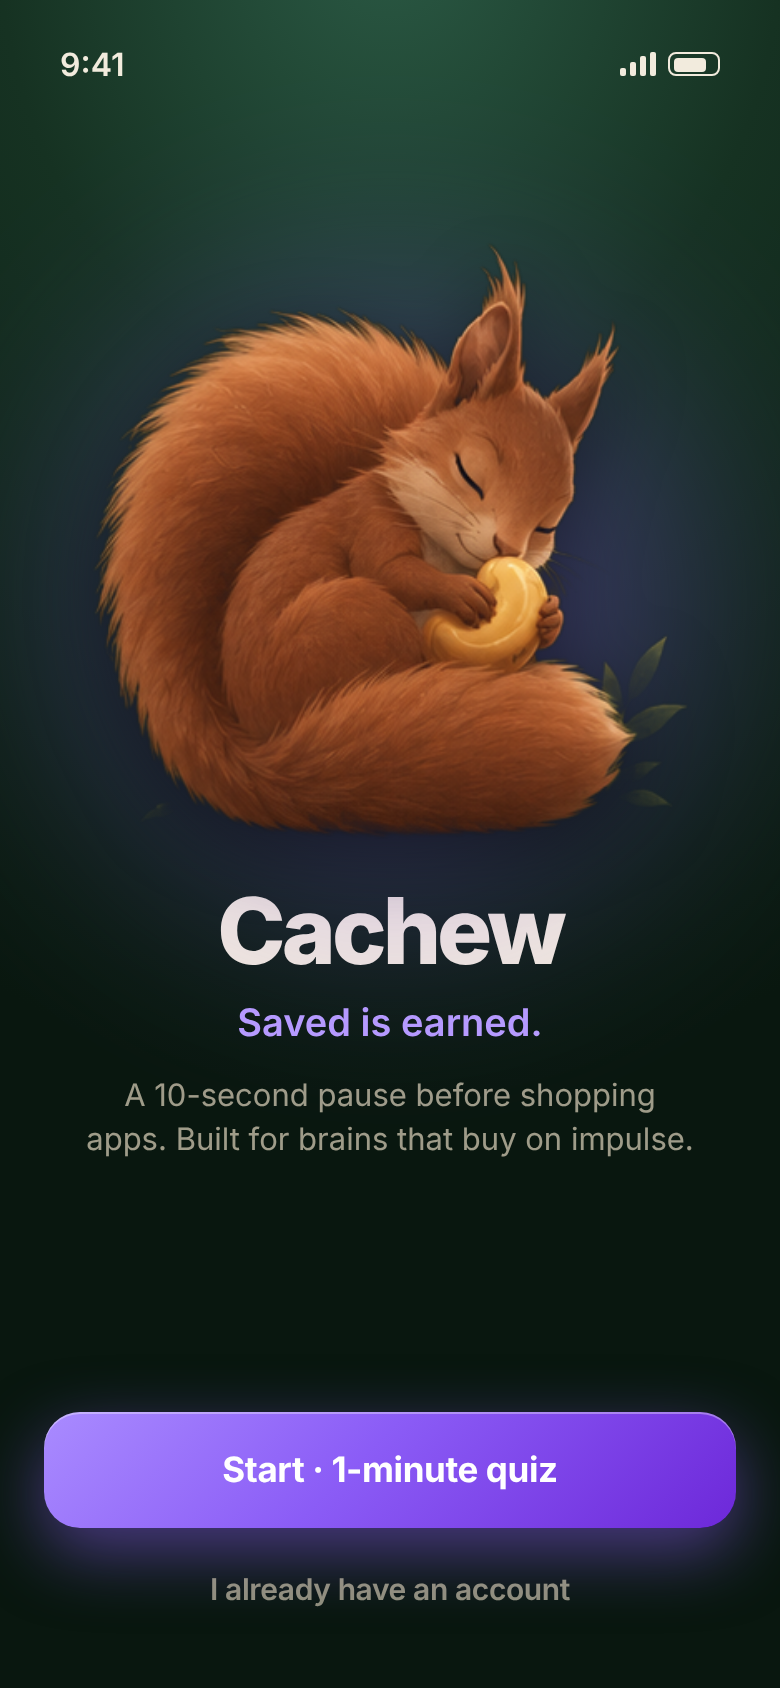 9:41
Cachew
Saved is earned.
A 10-second pause before shopping
apps. Built for brains that buy on impulse.
Start · 1-minute quiz
I already have an account